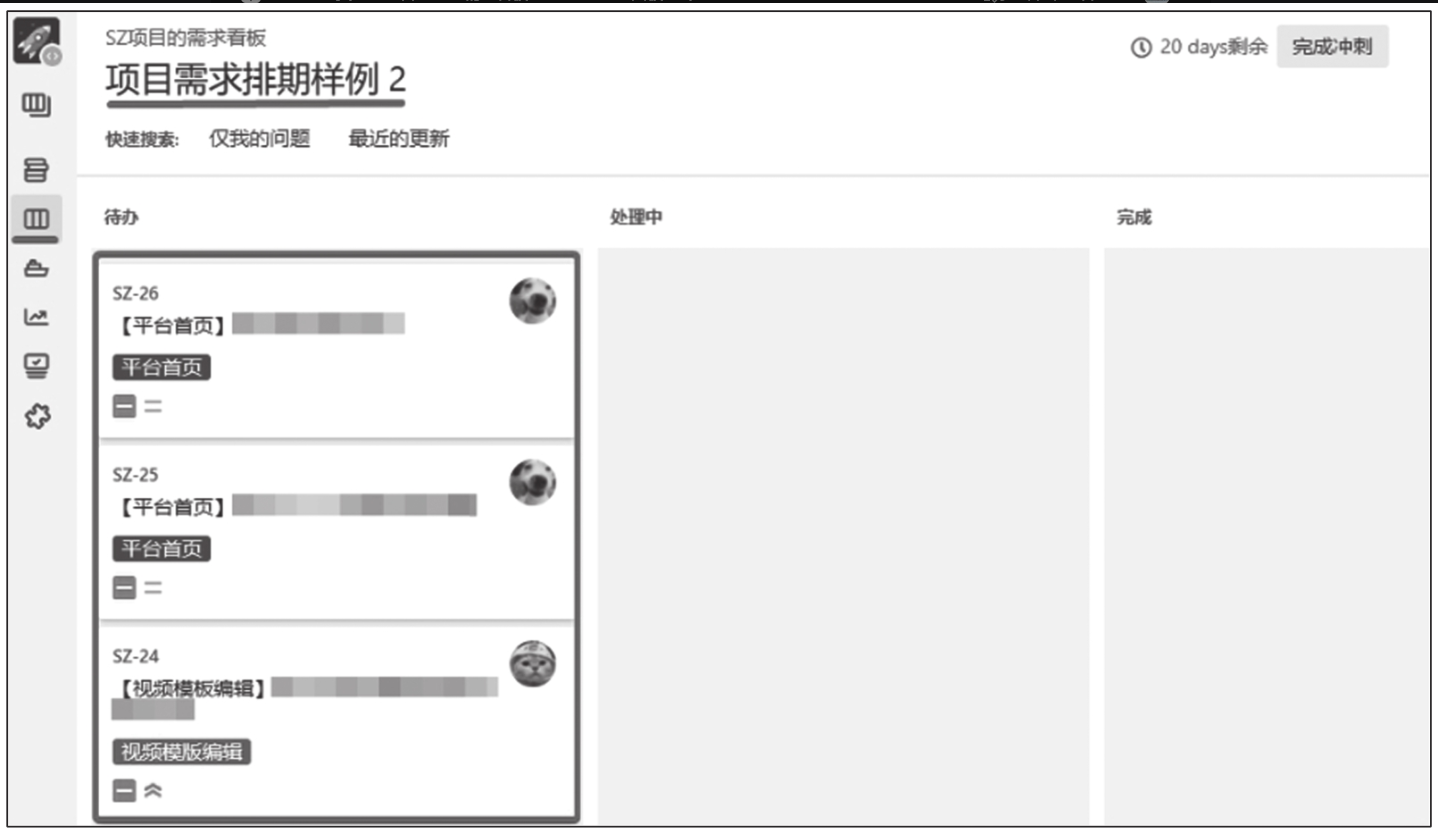 SZ项目的需求看板
项目需求排期样例 2
20 days剩余 完成冲刺
快速搜索: 仅我的问题 最近的更新
待办 处理中 完成
SZ-26
【平台首页】
平台首页
SZ-25
【平台首页】
平台首页
SZ-24
【视频模板编辑】
视频模版编辑